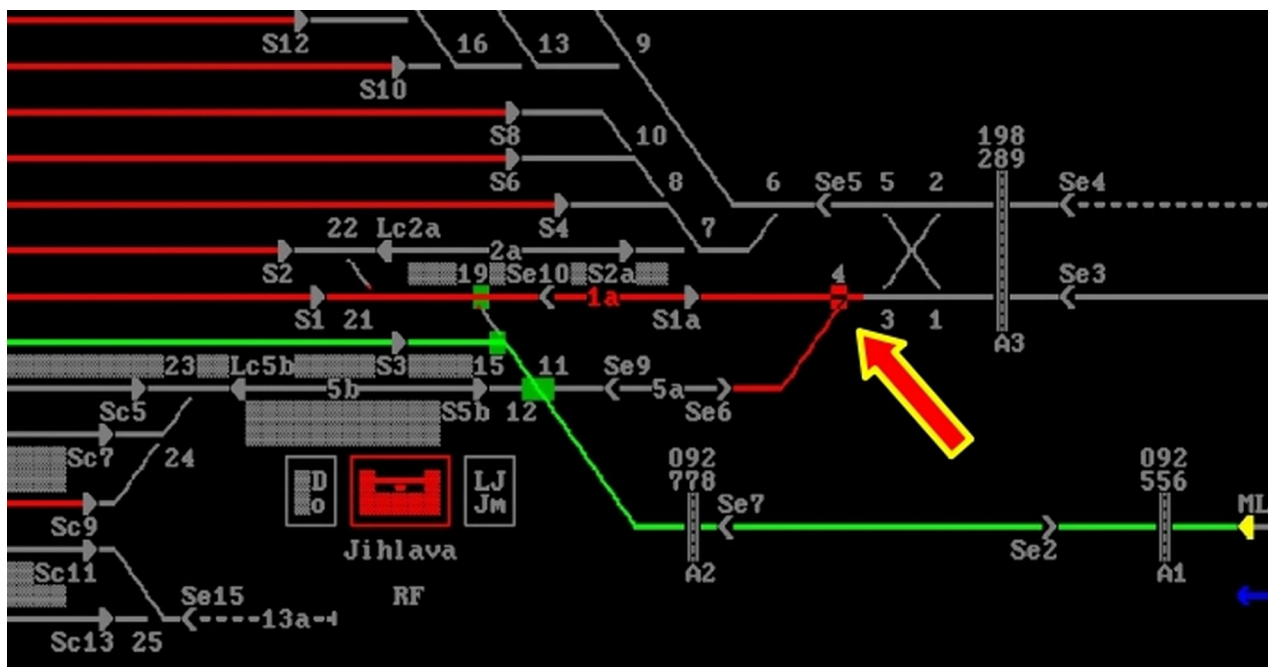 S12 16 13 9
S10
S8 10 198
S6 8 289
S4 7 6 Se5 5 2 Se4
22 Lc2a
S2 2a
19 Se10 S2a 4 Se3
1a
S1 21 S1a 3 1
A3
23 Lc5b S3 15 11 Se9
5b 5a
Sc5 S5b 12 Se6
Sc7 24
D
o
LJ
Jm
092
778
092
556
Sc9 Se7 ML
Jihlava Se2
Sc11 A2 A1
Se15 RF
13a
Sc13 25